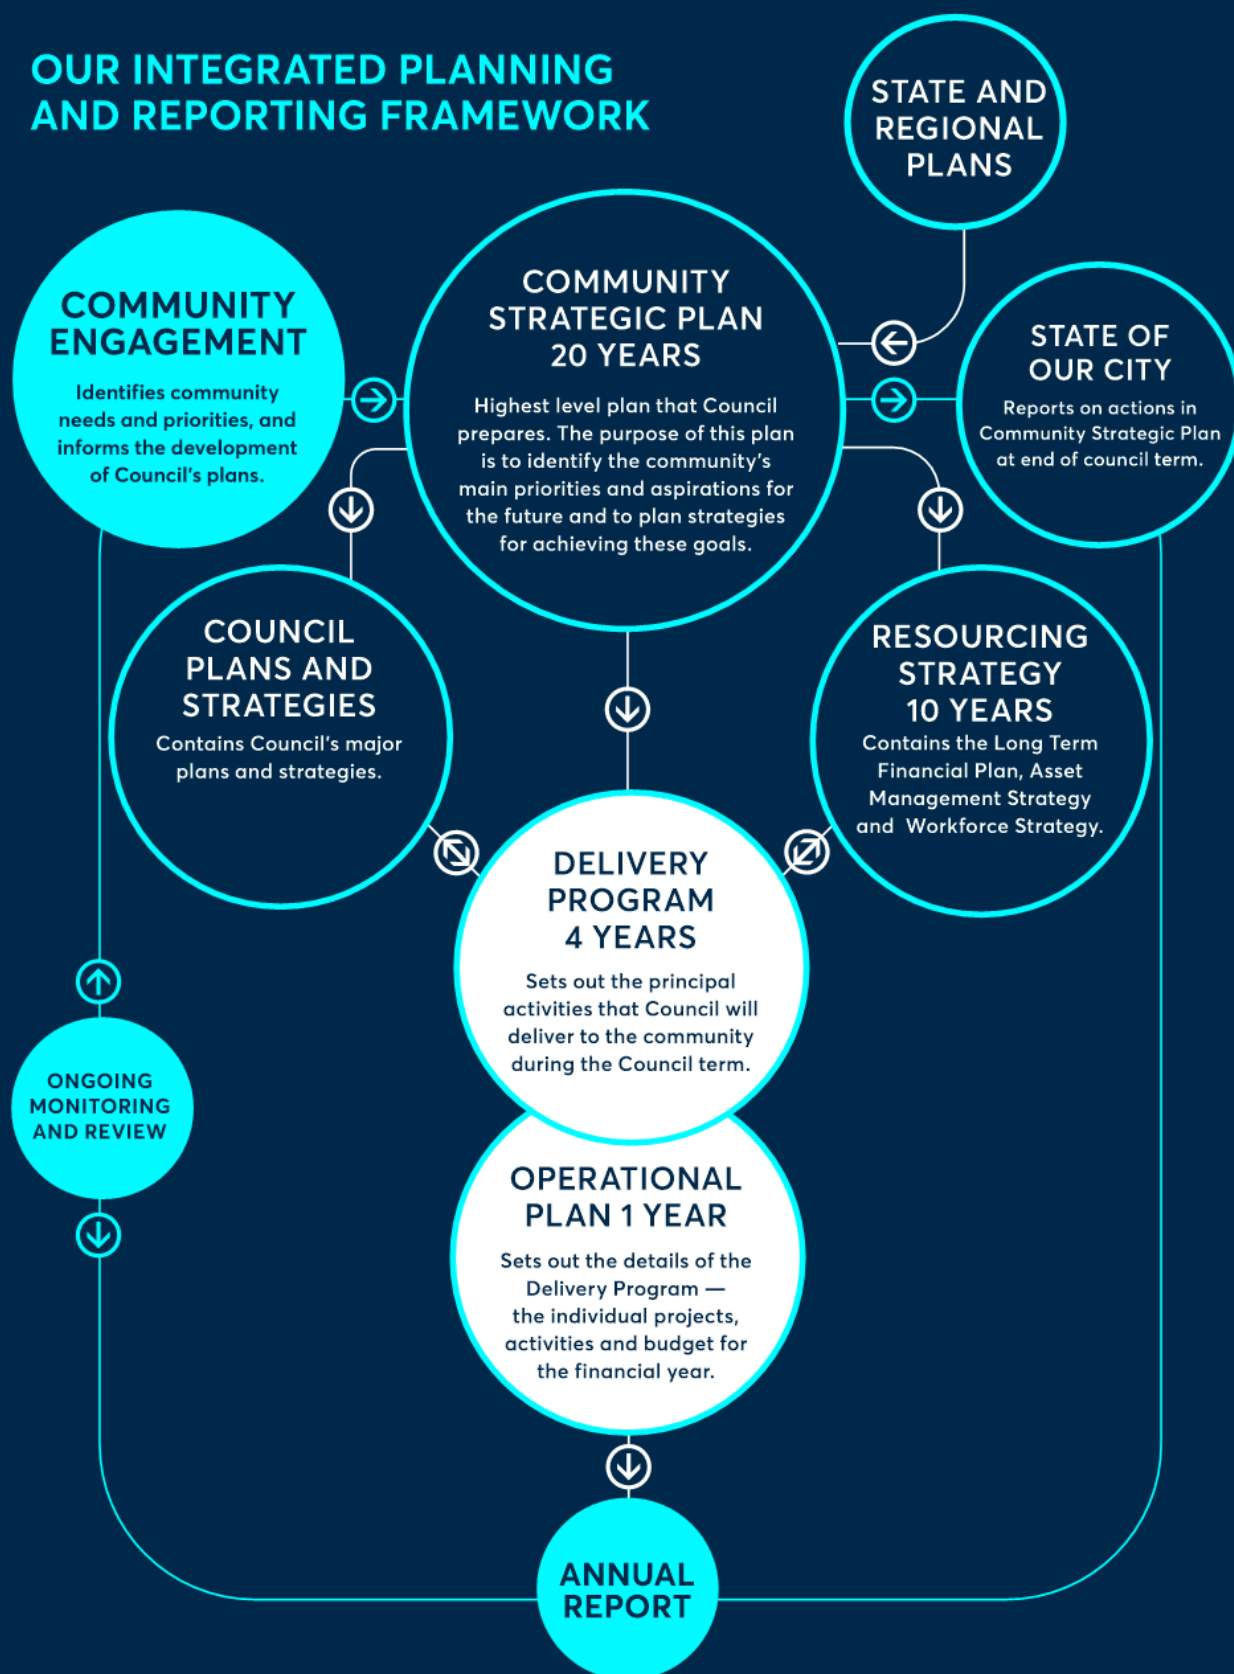 OUR INTEGRATED PLANNING
AND REPORTING FRAMEWORK
STATE AND
REGIONAL
PLANS
COMMUNITY
ENGAGEMENT
Identifies community
needs and priorities, and
informs the development
of Council's plans.
COMMUNITY
STRATEGIC PLAN
20 YEARS
Highest level plan that Council
prepares. The purpose of this plan
is to identify the community's
main priorities and aspirations for
the future and to plan strategies
for achieving these goals.
STATE OF
OUR CITY
Reports on actions in
Community Strategic Plan
at end of council term.
COUNCIL
PLANS AND
STRATEGIES
Contains Council's major
plans and strategies.
RESOURCING
STRATEGY
10 YEARS
Contains the Long Term
Financial Plan, Asset
Management Strategy
and Workforce Strategy.
DELIVERY
PROGRAM
4 YEARS
Sets out the principal
activities that Council will
deliver to the community
during the Council term.
ONGOING
MONITORING
AND REVIEW
OPERATIONAL
PLAN 1 YEAR
Sets out the details of the
Delivery Program —
the individual projects,
activities and budget for
the financial year.
ANNUAL
REPORT